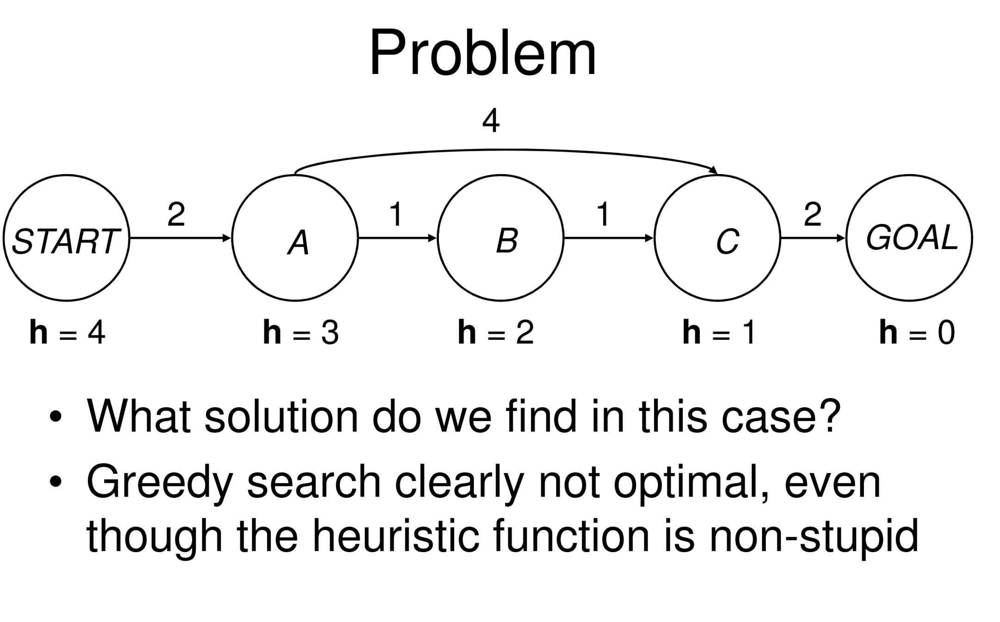 Problem
4
2 1 1 2
START A B C GOAL
h = 4 h = 3 h = 2 h = 1 h = 0
• What solution do we find in this case?
• Greedy search clearly not optimal, even
though the heuristic function is non-stupid